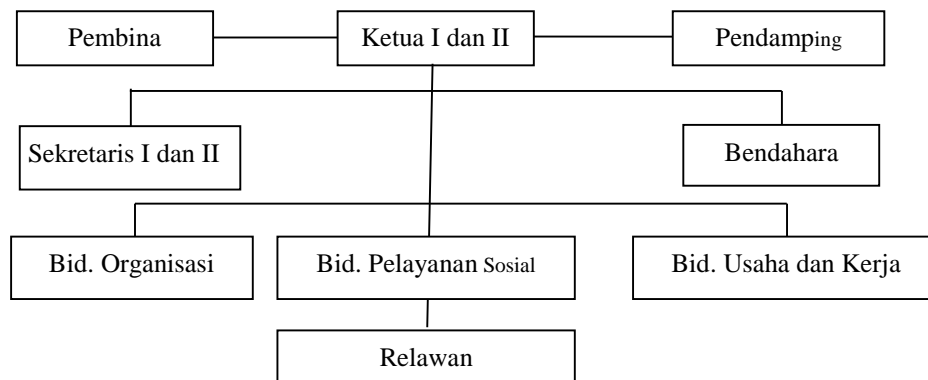 Pembina
Ketua I dan II
Pendamping
Sekretaris I dan II
Bendahara
Bid. Organisasi
Bid. Pelayanan Sosial
Bid. Usaha dan Kerja
Relawan